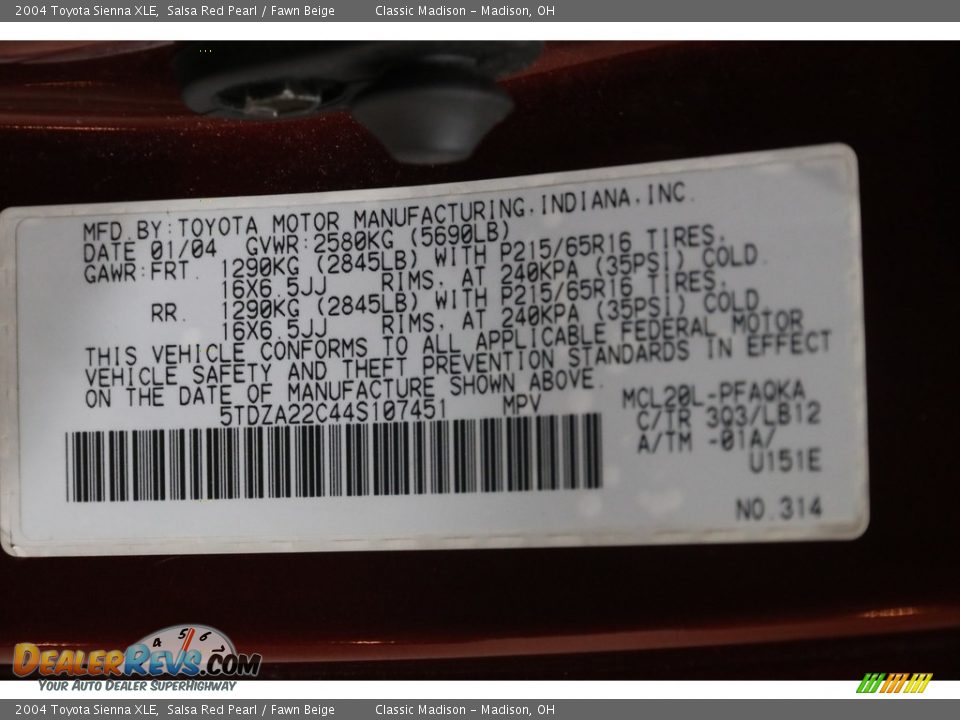 2004 Toyota Sienna XLE,  Salsa Red Pearl / Fawn Beige          Classic Madison – Madison, OH
MFD.BY:TOYOTA MOTOR MANUFACTURING,INDIANA,INC.
DATE 01/04   GVWR:2580KG (5690LB)
GAWR:FRT.  1290KG (2845LB) WITH P215/65R16 TIRES,
16X6.5JJ    RIMS, AT 240KPA (35PSI) COLD.
RR.  1290KG (2845LB) WITH P215/65R16 TIRES,
16X6.5JJ    RIMS, AT 240KPA (35PSI) COLD.
THIS VEHICLE CONFORMS TO ALL APPLICABLE FEDERAL MOTOR
VEHICLE SAFETY AND THEFT PREVENTION STANDARDS IN EFFECT
ON THE DATE OF MANUFACTURE SHOWN ABOVE.
5TDZA22C44S107451    MPV
MCL20L-PFAQKA
C/TR 3Q3/LB12
A/TM -01A/
U151E
NO.314
4 5 6
DEALERREVS.COM
YOUR AUTO DEALER SUPERHIGHWAY
2004 Toyota Sienna XLE,  Salsa Red Pearl / Fawn Beige          Classic Madison – Madison, OH